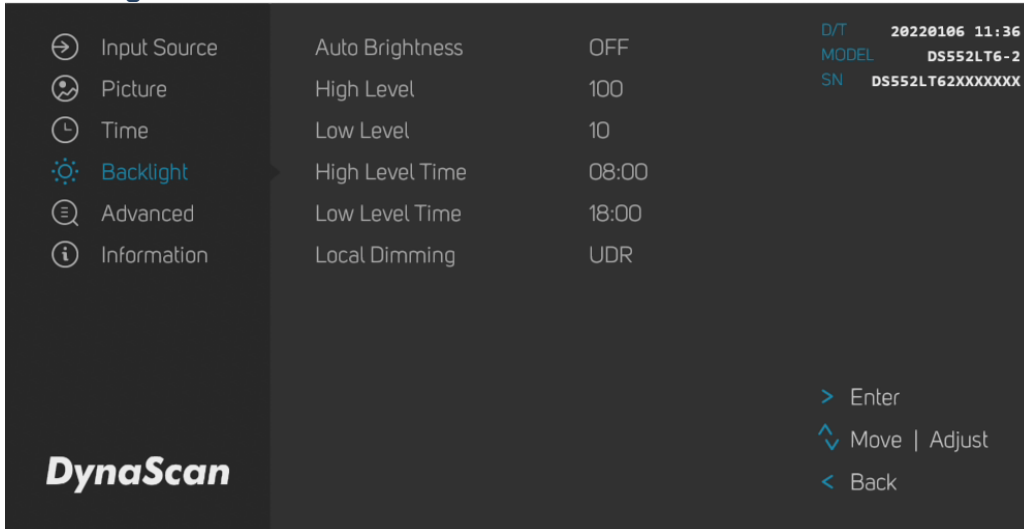 Input Source
Picture
Time
Backlight
Advanced
Information
DynaScan
Auto Brightness OFF
High Level 100
Low Level 10
High Level Time 08:00
Low Level Time 18:00
Local Dimming UDR
D/T 20220106 11:36
MODEL DS552LT6-2
SN DS552LT62XXXXXXX
> Enter
Move | Adjust
< Back